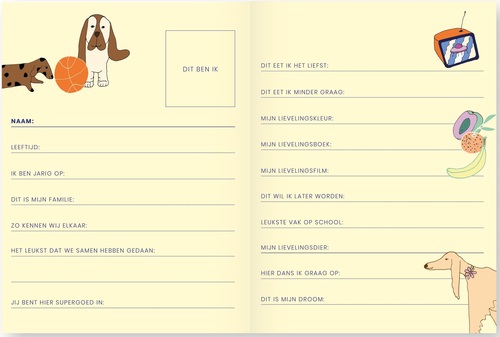 DIT BEN IK
NAAM:
LEEFTIJD:
IK BEN JARIG OP:
DIT IS MIJN FAMILIE:
ZO KENNEN WIJ ELKAAR:
HET LEUKST DAT WE SAMEN HEBBEN GEDAAN:
JIJ BENT HIER SUPERGOED IN:
DIT EET IK HET LIEFST:
DIT EET IK MINDER GRAAG:
MIJN LIEVELINGSKLEUR:
MIJN LIEVELINGSBOEK:
MIJN LIEVELINGSFILM:
DIT WIL IK LATER WORDEN:
LEUKSTE VAK OP SCHOOL:
MIJN LIEVELINGSDIER:
HIER DANS IK GRAAG OP:
DIT IS MIJN DROOM: